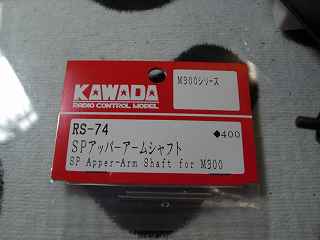 KAWADA
RADIO CONTROL MODEL
M300シリーズ
RS-74
◆400
SPアッパーアームシャフト
SP Apper-Arm Shaft for M300